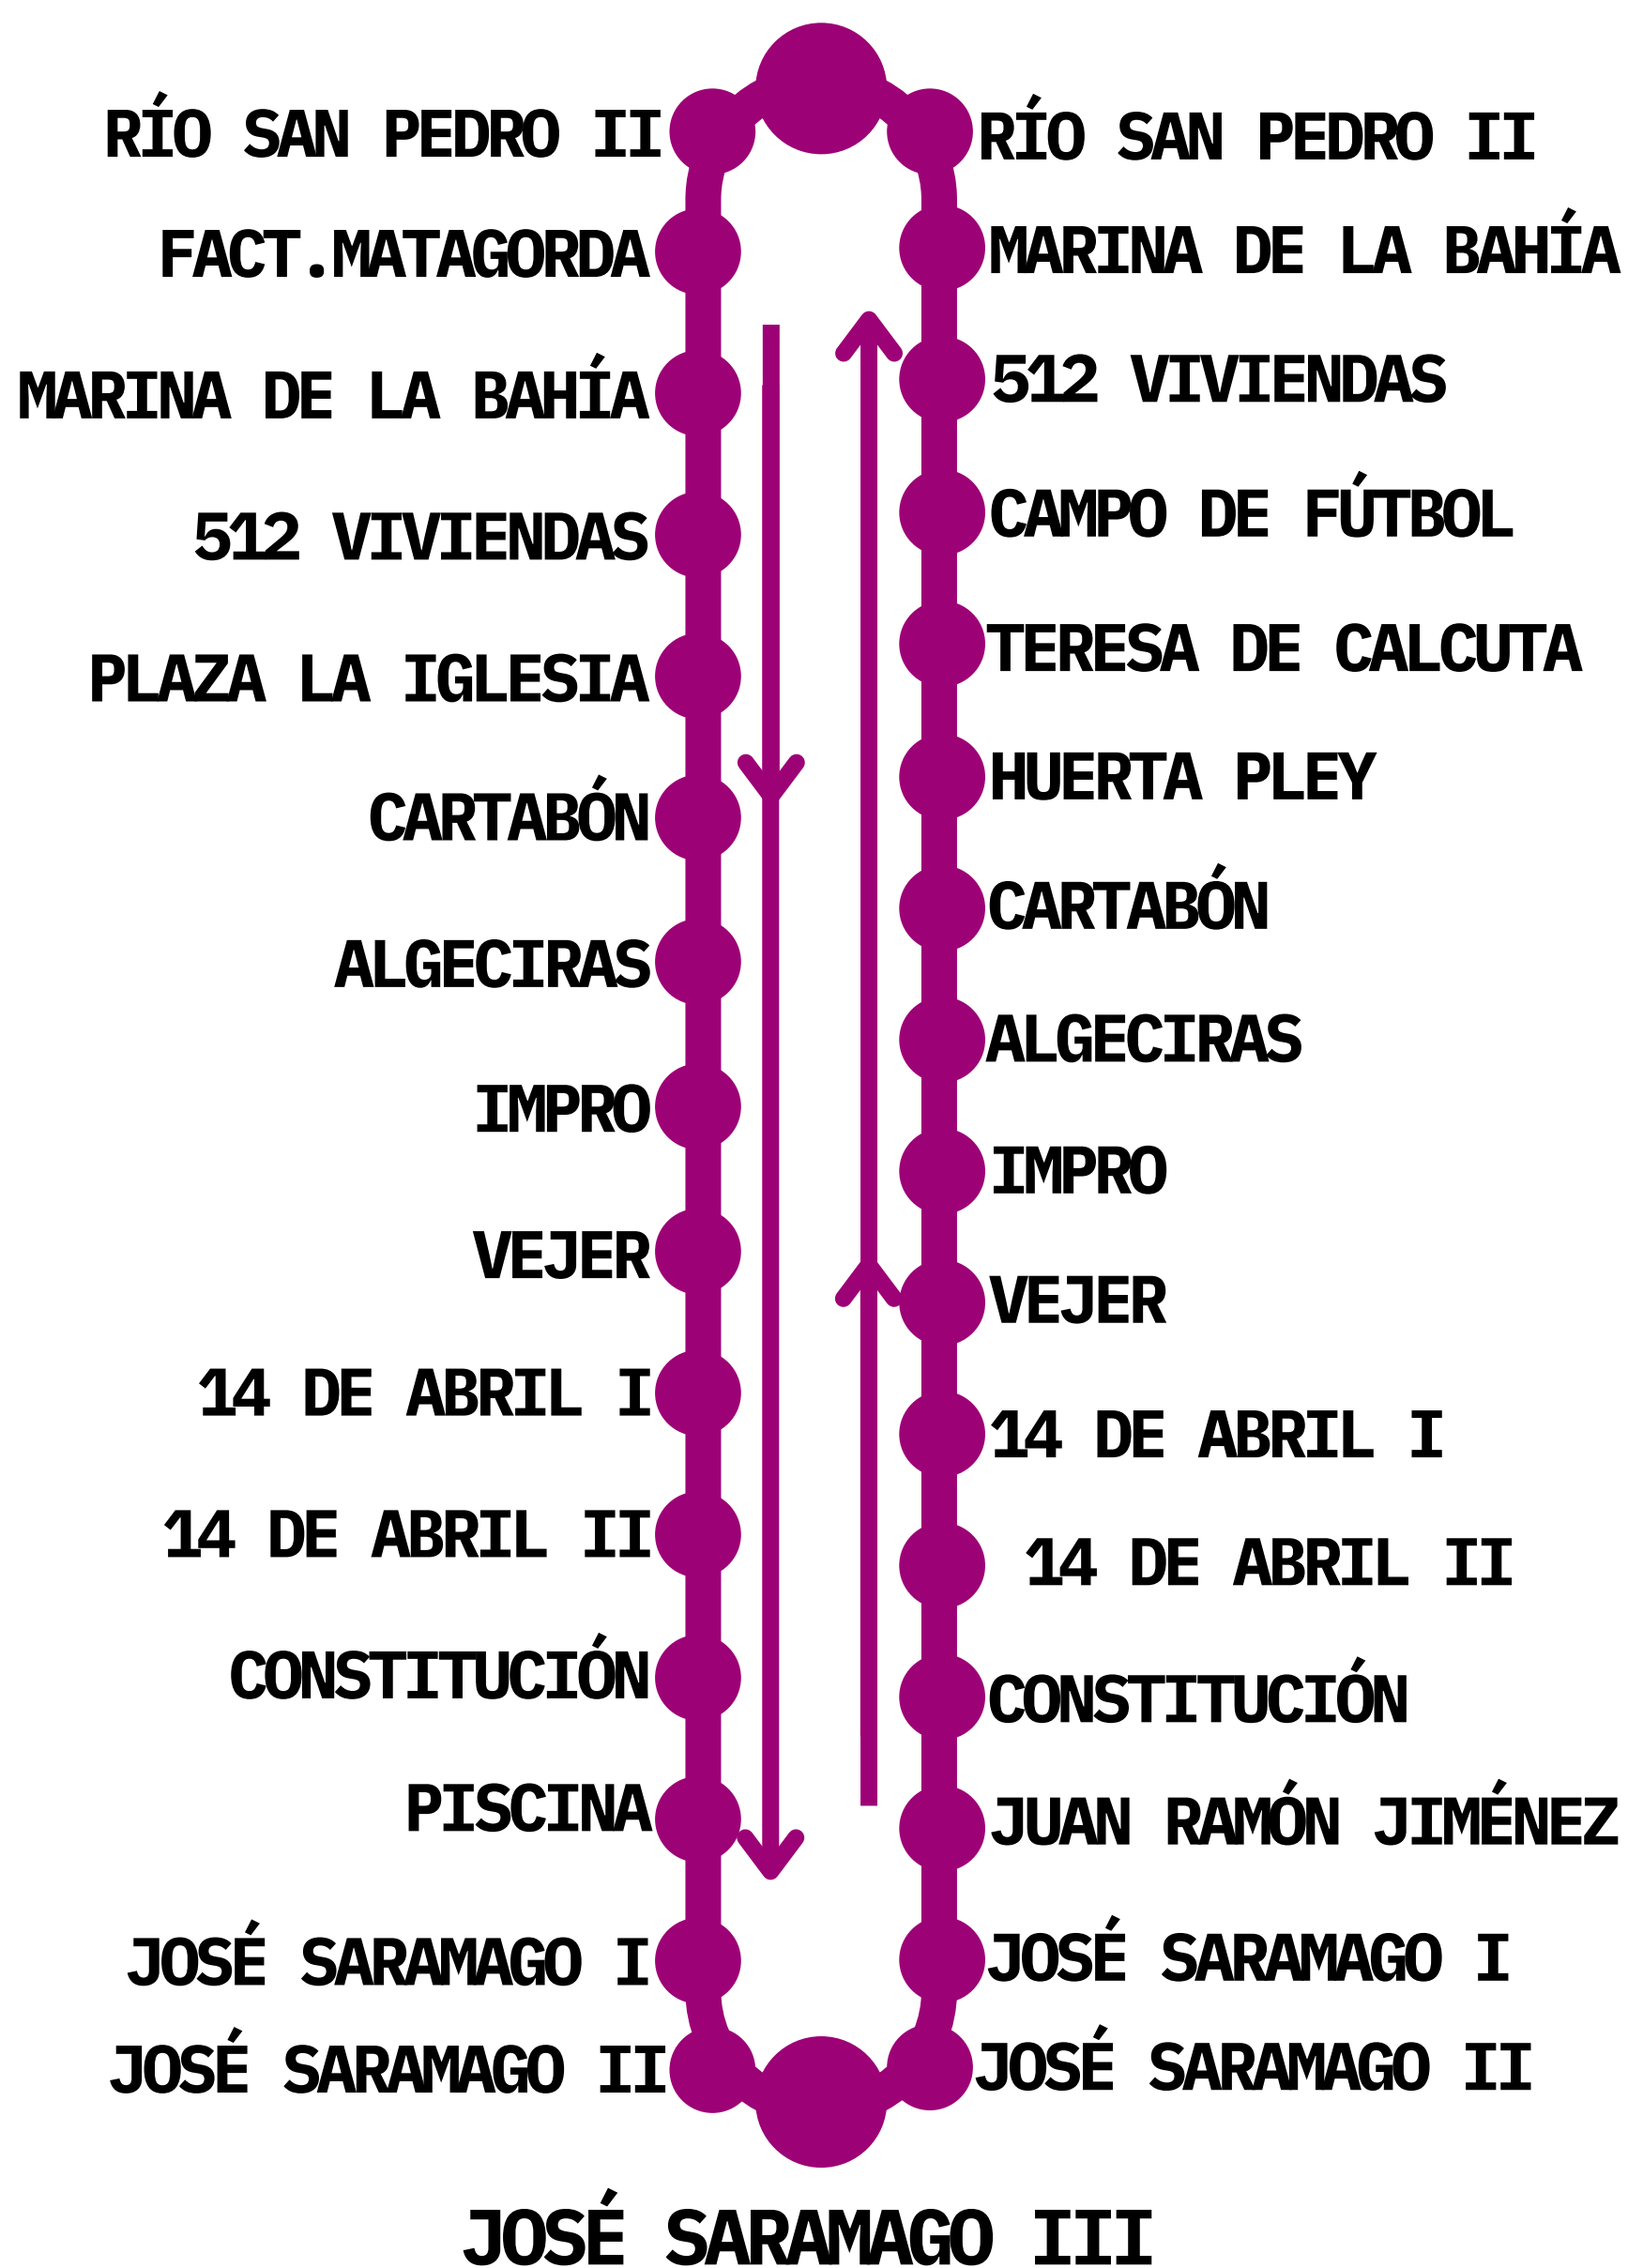 RÍO SAN PEDRO II
FACT.MATAGORDA
MARINA DE LA BAHÍA
512 VIVIENDAS
PLAZA LA IGLESIA
CARTABÓN
ALGECIRAS
IMPRO
VEJER
14 DE ABRIL I
14 DE ABRIL II
CONSTITUCIÓN
PISCINA
JOSÉ SARAMAGO I
JOSÉ SARAMAGO II
RÍO SAN PEDRO II
MARINA DE LA BAHÍA
512 VIVIENDAS
CAMPO DE FÚTBOL
TERESA DE CALCUTA
HUERTA PLEY
CARTABÓN
ALGECIRAS
IMPRO
VEJER
14 DE ABRIL I
14 DE ABRIL II
CONSTITUCIÓN
JUAN RAMÓN JIMÉNEZ
JOSÉ SARAMAGO I
JOSÉ SARAMAGO II
JOSÉ SARAMAGO III